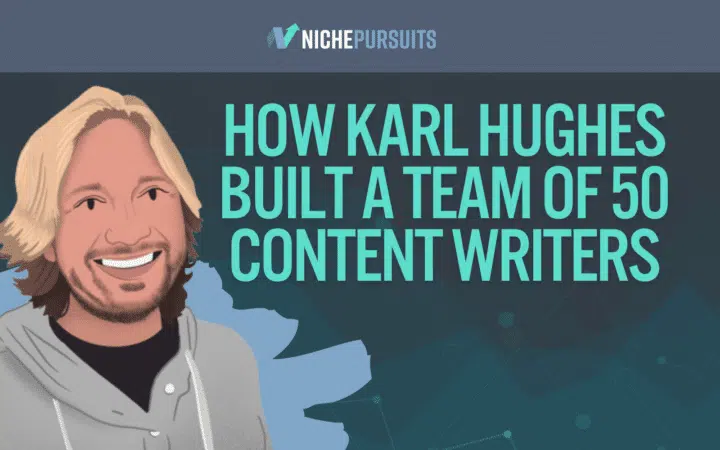 NICHEPURSUITS
HOW KARL HUGHES
BUILT A TEAM OF 50
CONTENT WRITERS